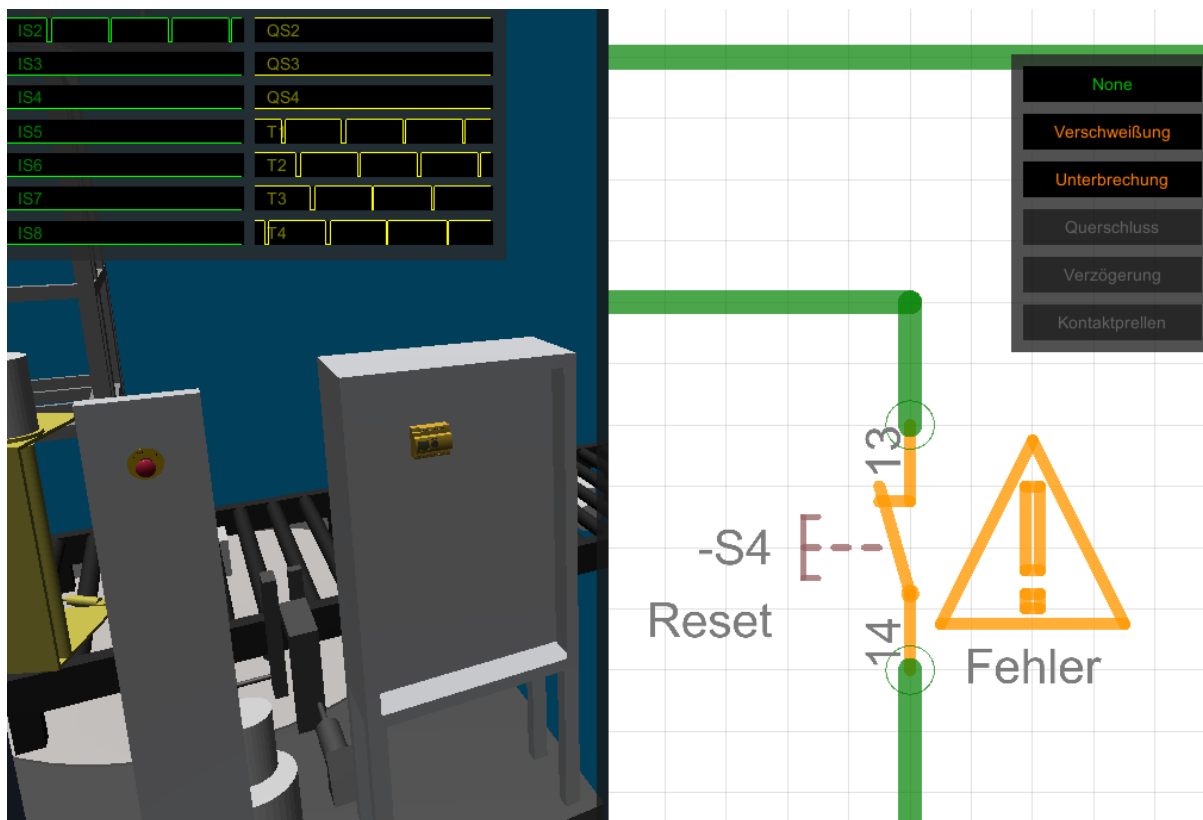 IS2
QS2
IS3
QS3
IS4
QS4
IS5
T1
IS6
T2
IS7
T3
IS8
T4
None
Verschweißung
Unterbrechung
Querschluss
Verzögerung
Kontaktprellen
13
-S4
Reset
14
Fehler